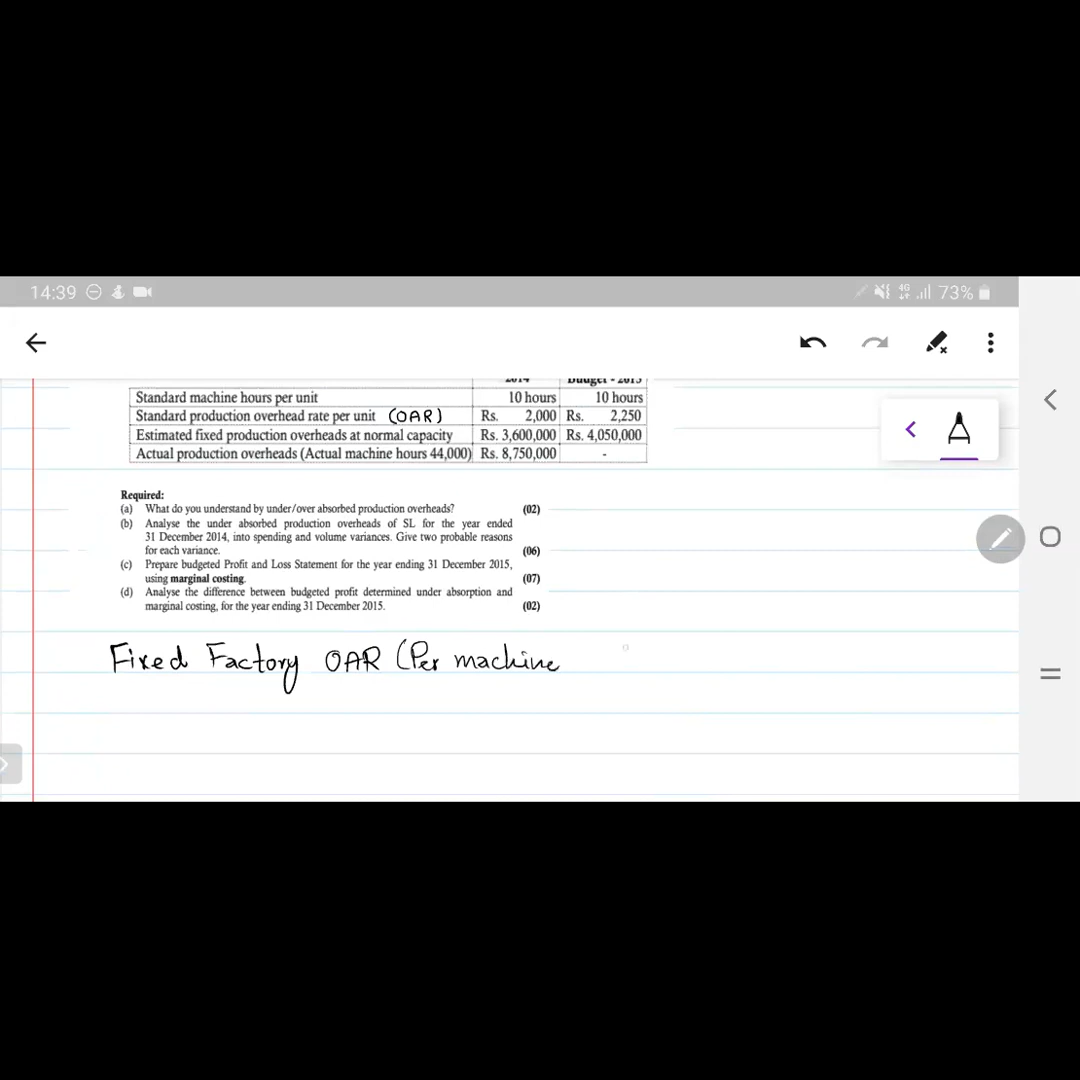 14:39 4G 73%
2014 Budget - 2015
Standard machine hours per unit 10 hours 10 hours
Standard production overhead rate per unit (OAR) Rs. 2,000 Rs. 2,250
Estimated fixed production overheads at normal capacity Rs. 3,600,000 Rs. 4,050,000
Actual production overheads (Actual machine hours 44,000) Rs. 8,750,000 -
Required:
(a) What do you understand by under/over absorbed production overheads? (02)
(b) Analyse the under absorbed production overheads of SL for the year ended
31 December 2014, into spending and volume variances. Give two probable reasons
for each variance. (06)
(c) Prepare budgeted Profit and Loss Statement for the year ending 31 December 2015,
using marginal costing. (07)
(d) Analyse the difference between budgeted profit determined under absorption and
marginal costing, for the year ending 31 December 2015. (02)
Fixed Factory OAR (Per machine